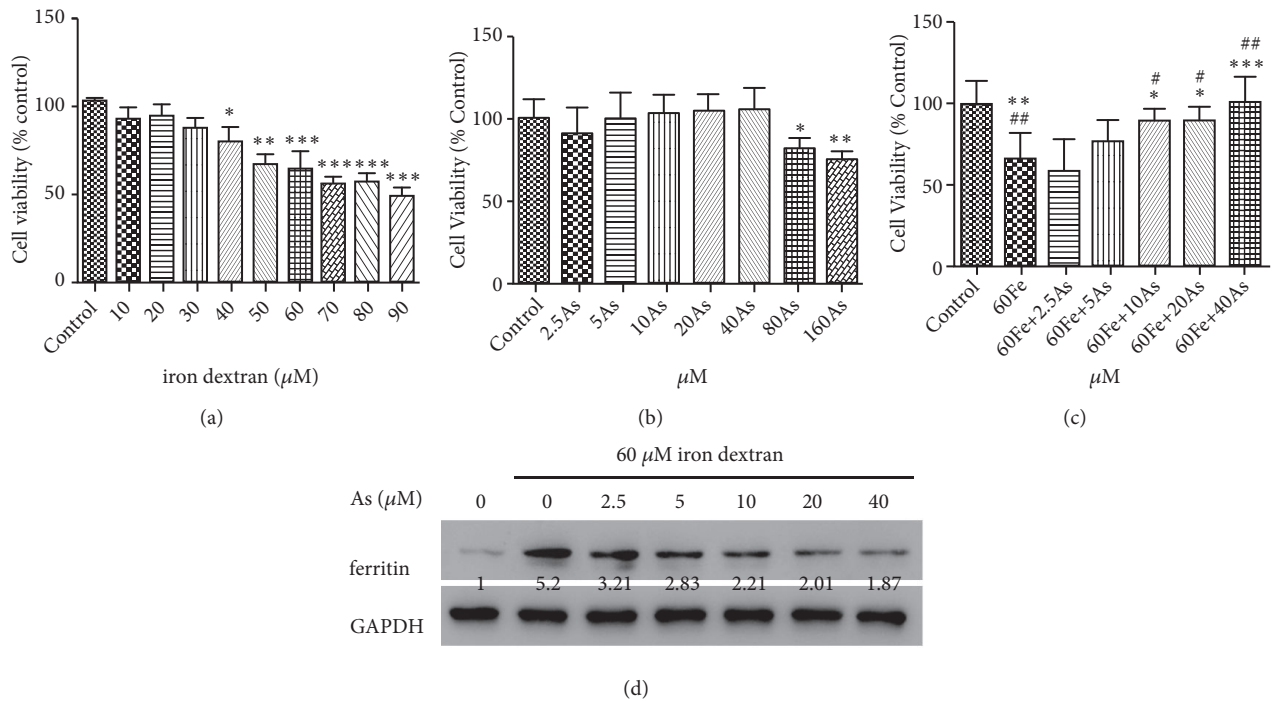 150
100
50
0
Cell viability (% control)
*
**
***
***
***
***
Control
10
20
30
40
50
60
70
80
90
iron dextran (μM)
(a)
150
100
50
0
Cell Viability (% Control)
*
**
Control
2.5As
5As
10As
20As
40As
80As
160As
μM
(b)
150
100
50
0
Cell Viability (% Control)
**
##
#
*
#
*
##
***
Control
60Fe
60Fe+2.5As
60Fe+5As
60Fe+10As
60Fe+20As
60Fe+40As
μM
(c)
60 μM iron dextran
As (μM) 0 0 2.5 5 10 20 40
ferritin
1 5.2 3.21 2.83 2.21 2.01 1.87
GAPDH
(d)